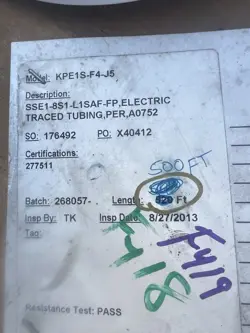 Model: KPE1S-F4-J5
Description:
SSE1-8S1-L1SAF-FP,ELECTRIC
TRACED TUBING,PER,A0752
SO: 176492 PO: X40412
Certifications:
277511
500 FT
Batch: 268057- Length: 520 Ft
Insp By: TK Insp Date: 8/27/2013
Tag:
Resistance Test: PASS